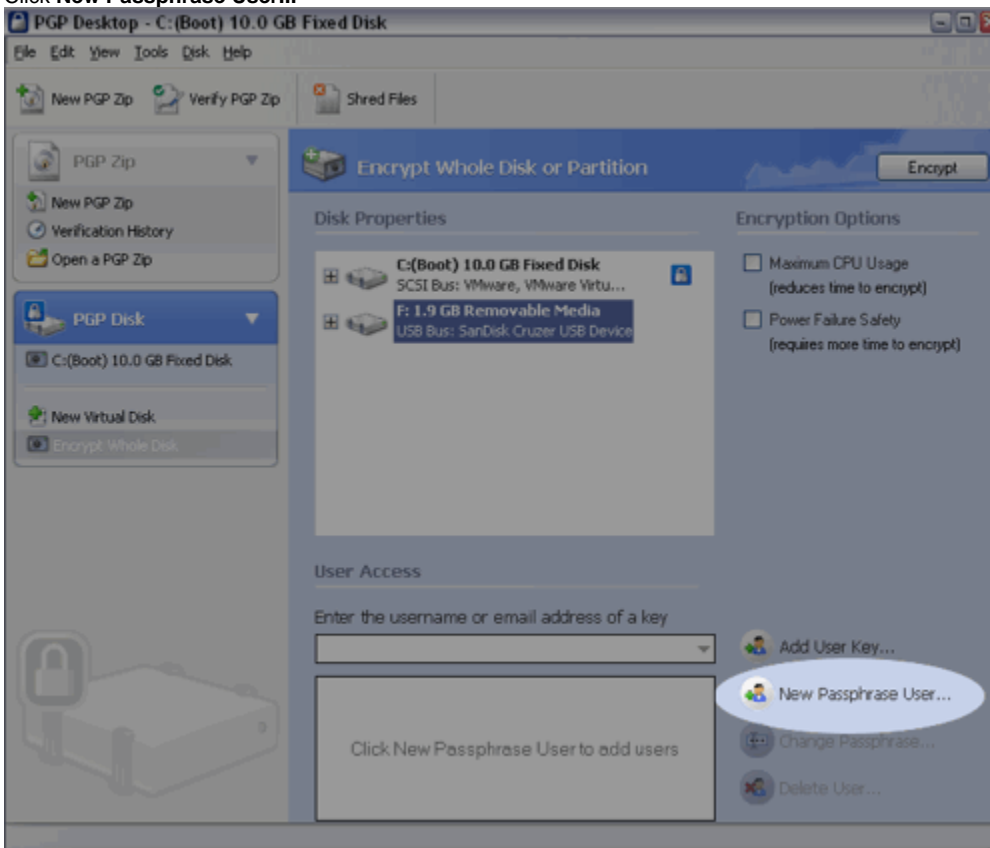 Click New Passphrase User...
PGP Desktop - C:(Boot) 10.0 GB Fixed Disk
File Edit View Tools Disk Help
New PGP Zip Verify PGP Zip Shred Files
PGP Zip
New PGP Zip
Verification History
Open a PGP Zip
PGP Disk
C:(Boot) 10.0 GB Fixed Disk
New Virtual Disk
Encrypt Whole Disk
Encrypt Whole Disk or Partition
Encrypt
Disk Properties
C:(Boot) 10.0 GB Fixed Disk
SCSI Bus: VMware, VMware Virtu...
F: 1.9 GB Removable Media
USB Bus: SanDisk Cruzer USB Device
Encryption Options
Maximum CPU Usage
(reduces time to encrypt)
Power Failure Safety
(requires more time to encrypt)
User Access
Enter the username or email address of a key
Click New Passphrase User to add users
Add User Key...
New Passphrase User...
Change Passphrase...
Delete User...